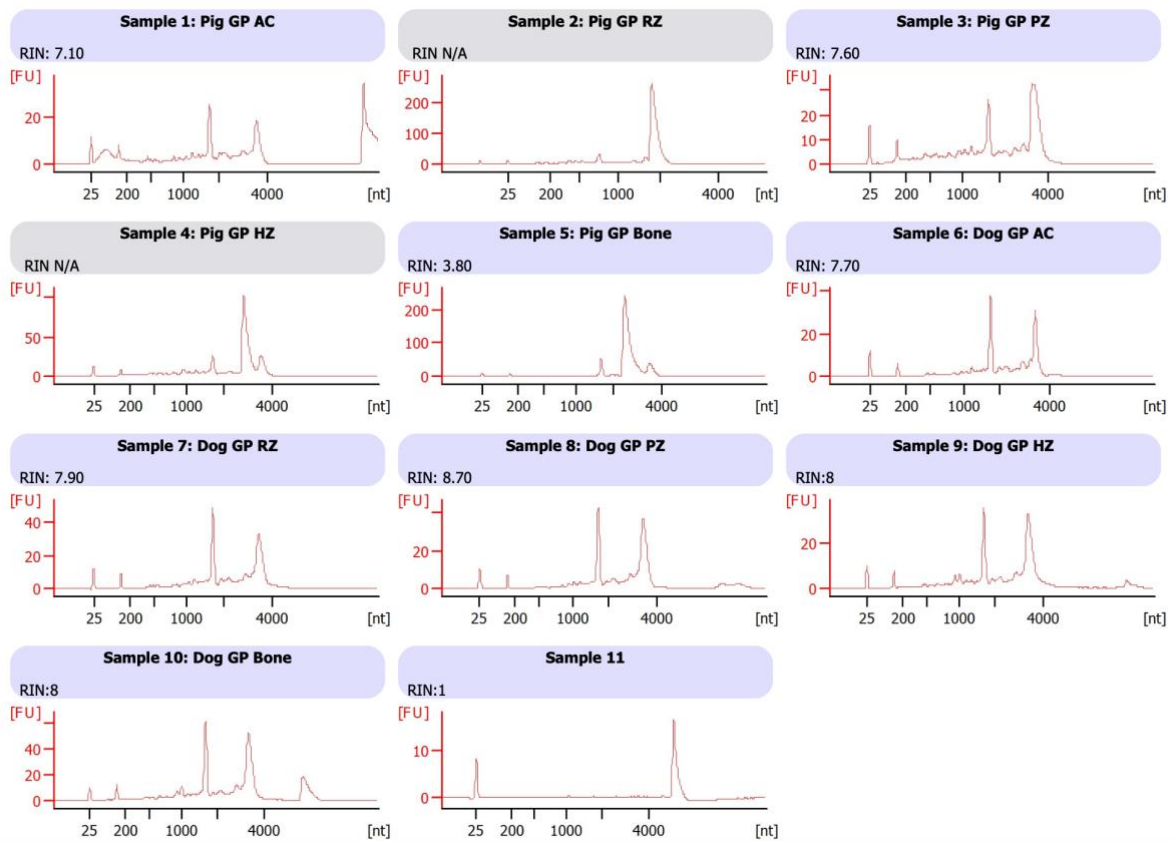 Sample 1: Pig GP AC
RIN: 7.10
[FU]
20
0
25 200 1000 4000 [nt]
Sample 2: Pig GP RZ
RIN N/A
[FU]
200
100
0
25 1000 4000 [nt]
Sample 3: Pig GP PZ
RIN: 7.60
[FU]
20
10
0
25 200 1000 4000 [nt]
Sample 4: Pig GP HZ
RIN N/A
[FU]
50
0
25 200 1000 4000 [nt]
Sample 5: Pig GP Bone
RIN: 3.80
[FU]
200
100
0
25 200 1000 4000 [nt]
Sample 6: Dog GP AC
RIN: 7.70
[FU]
20
0
25 200 1000 4000 [nt]
Sample 7: Dog GP RZ
RIN: 7.90
[FU]
40
20
0
25 200 1000 4000 [nt]
Sample 8: Dog GP PZ
RIN: 8.70
[FU]
20
0
25 200 1000 4000 [nt]
Sample 9: Dog GP HZ
RIN:8
[FU]
20
0
25 200 1000 4000 [nt]
Sample 10: Dog GP Bone
RIN:8
[FU]
40
20
0
25 200 1000 4000 [nt]
Sample 11
RIN:1
[FU]
10
0
25 200 1000 4000 [nt]